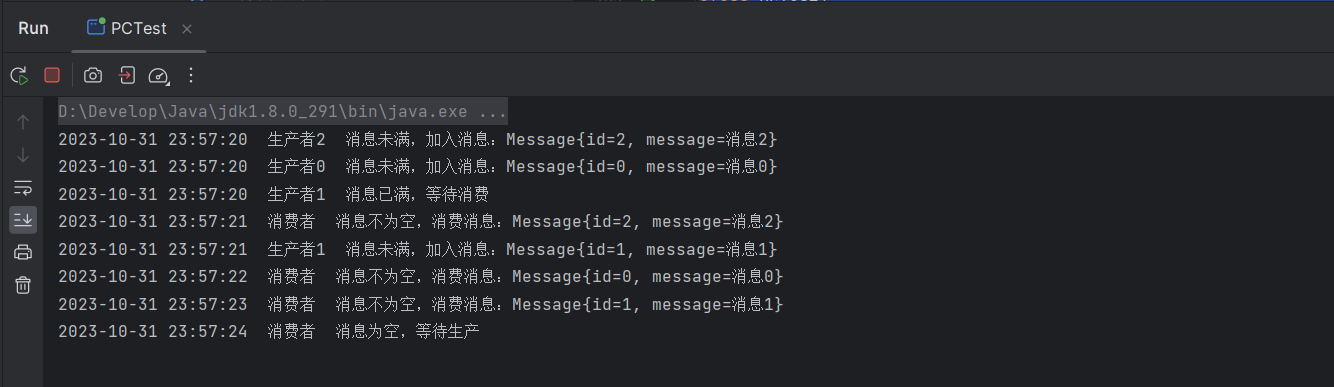 Run PCTest
D:\Develop\Java\jdk1.8.0_291\bin\java.exe ...
2023-10-31 23:57:20  生产者2  消息未满，加入消息：Message{id=2, message=消息2}
2023-10-31 23:57:20  生产者0  消息未满，加入消息：Message{id=0, message=消息0}
2023-10-31 23:57:20  生产者1  消息已满，等待消费
2023-10-31 23:57:21  消费者  消息不为空，消费消息：Message{id=2, message=消息2}
2023-10-31 23:57:21  生产者1  消息未满，加入消息：Message{id=1, message=消息1}
2023-10-31 23:57:22  消费者  消息不为空，消费消息：Message{id=0, message=消息0}
2023-10-31 23:57:23  消费者  消息不为空，消费消息：Message{id=1, message=消息1}
2023-10-31 23:57:24  消费者  消息为空，等待生产